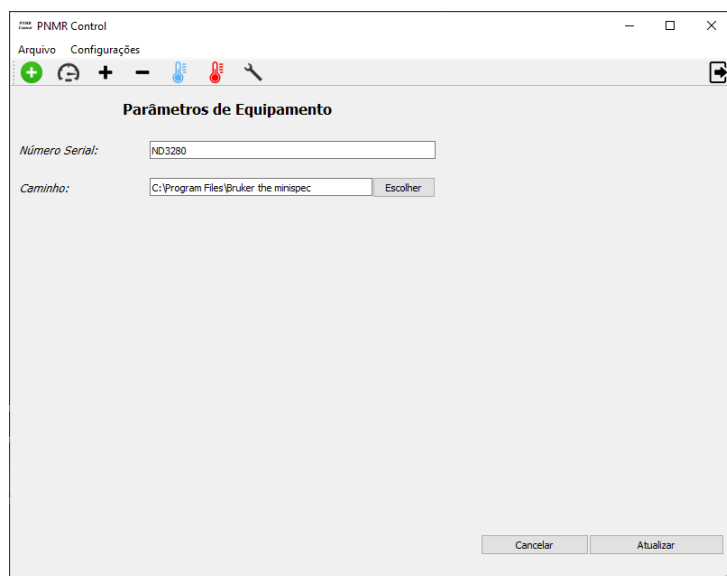 PNMR Control
Arquivo Configurações
Parâmetros de Equipamento
Número Serial: ND3280
Caminho: C:\Program Files\Bruker the minispec Escolher
Cancelar Atualizar